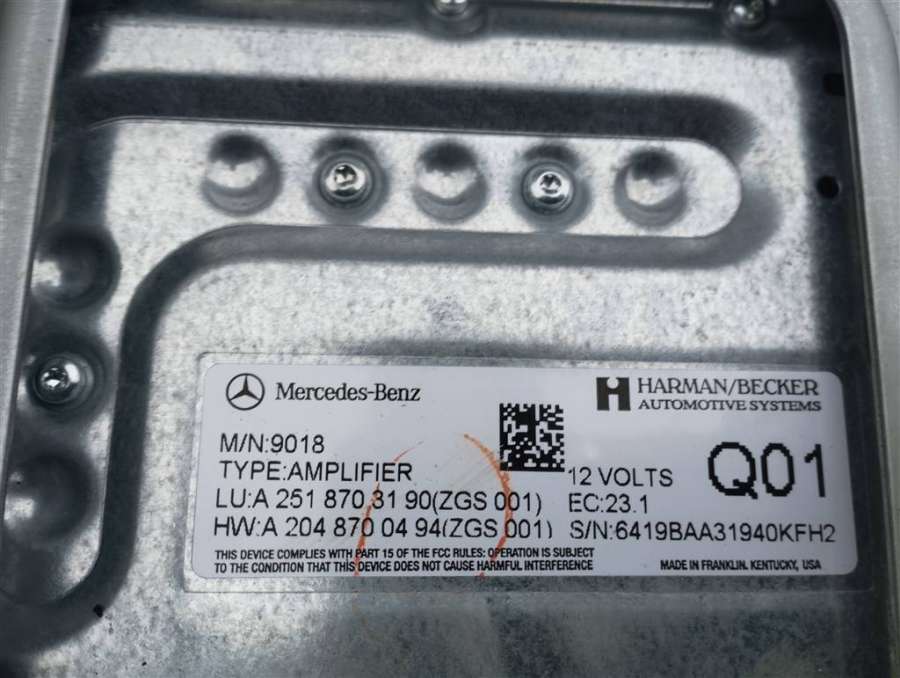 Mercedes-Benz
HARMAN/BECKER
AUTOMOTIVE SYSTEMS
M/N:9018
TYPE:AMPLIFIER
12 VOLTS
Q01
LU:A 251 870 31 90(ZGS 001)
EC:23.1
HW:A 204 870 04 94(ZGS 001)
S/N:6419BAA31940KFH2
THIS DEVICE COMPLIES WITH PART 15 OF THE FCC RULES: OPERATION IS SUBJECT
TO THE CONDITION THAT THIS DEVICE DOES NOT CAUSE HARMFUL INTERFERENCE
MADE IN FRANKLIN, KENTUCKY, USA